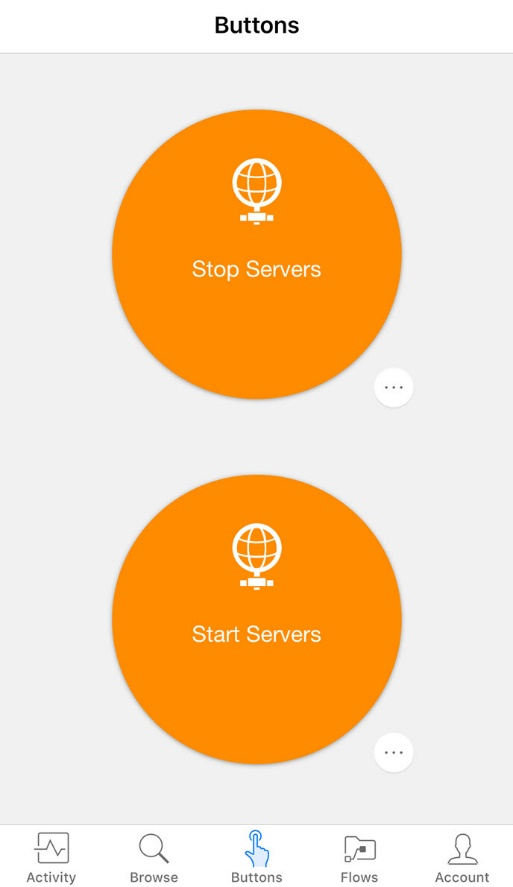 Buttons
Stop Servers
...
Start Servers
...
Activity
Browse
Buttons
Flows
Account